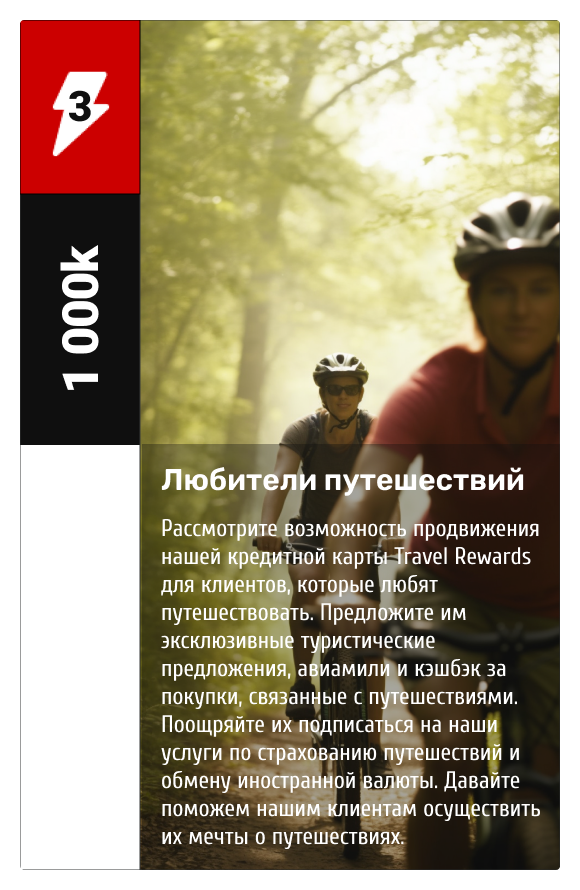 3
1 000k
Любители путешествий
Рассмотрите возможность продвижения
нашей кредитной карты Travel Rewards
для клиентов, которые любят
путешествовать. Предложите им
эксклюзивные туристические
предложения, авиамили и кэшбэк за
покупки, связанные с путешествиями.
Поощряйте их подписаться на наши
услуги по страхованию путешествий и
обмену иностранной валюты. Давайте
поможем нашим клиентам осуществить
их мечты о путешествиях.